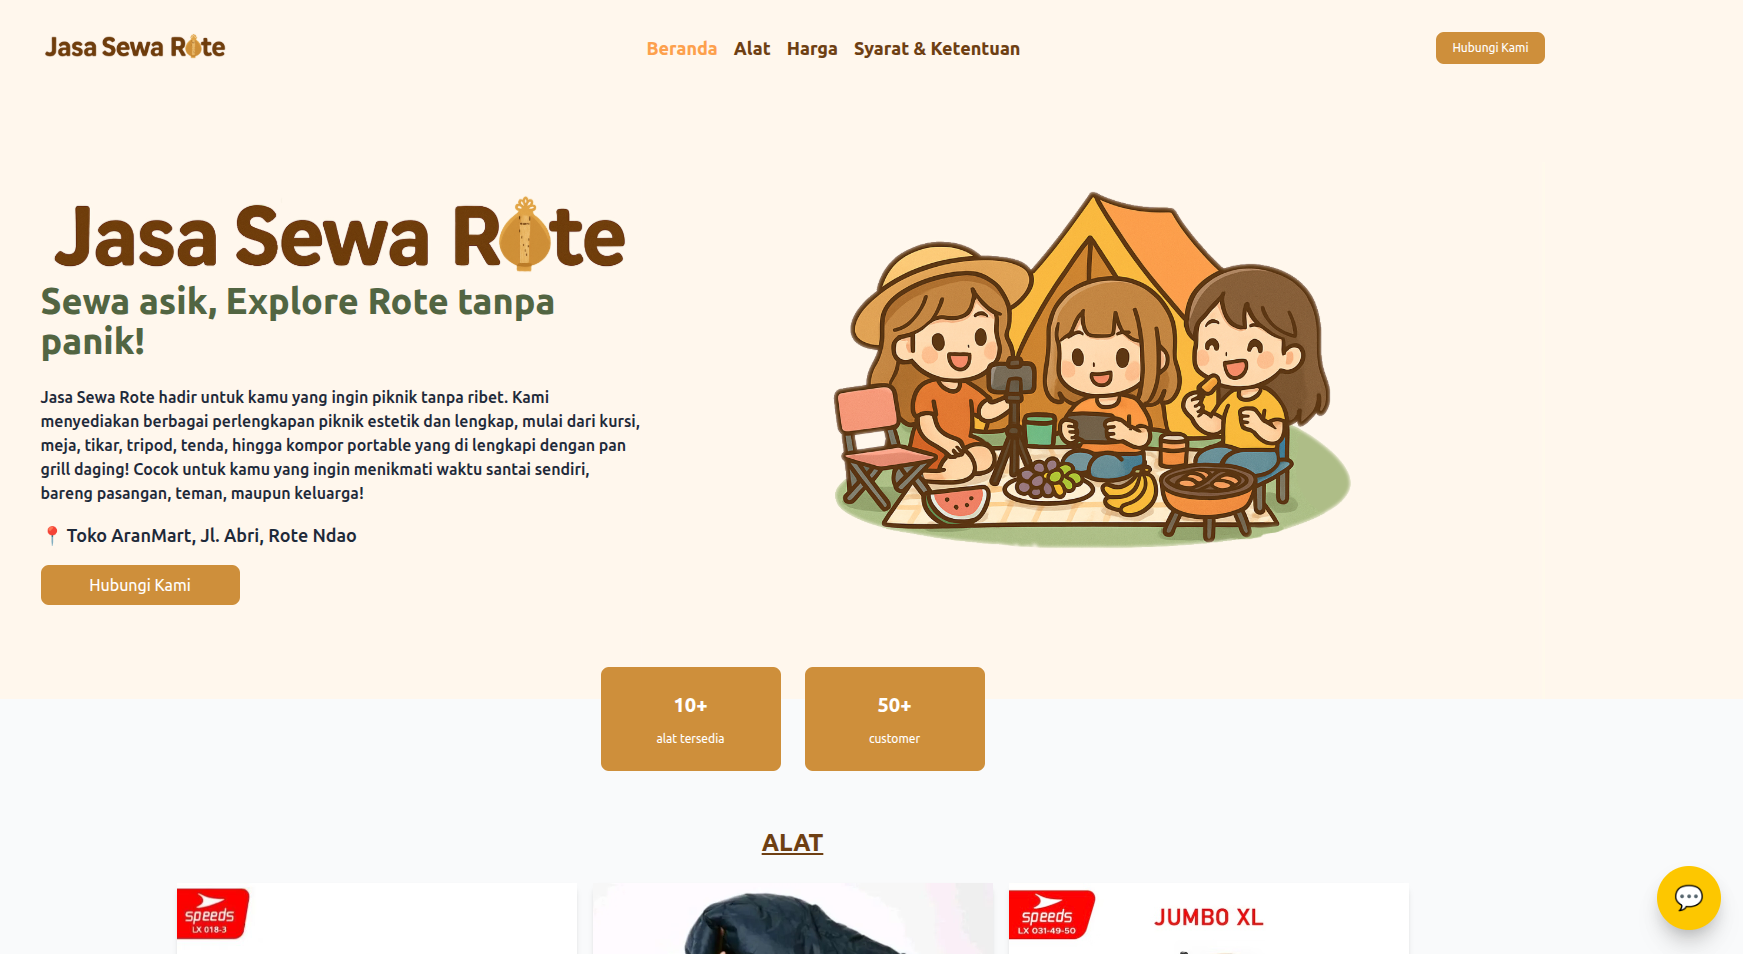 Jasa Sewa Rote
Beranda Alat Harga Syarat & Ketentuan
Hubungi Kami
Jasa Sewa Rote
Sewa asik, Explore Rote tanpa
panik!
Jasa Sewa Rote hadir untuk kamu yang ingin piknik tanpa ribet. Kami
menyediakan berbagai perlengkapan piknik estetik dan lengkap, mulai dari kursi,
meja, tikar, tripod, tenda, hingga kompor portable yang di lengkapi dengan pan
grill daging! Cocok untuk kamu yang ingin menikmati waktu santai sendiri,
bareng pasangan, teman, maupun keluarga!
📍 Toko AranMart, Jl. Abri, Rote Ndao
Hubungi Kami
10+
alat tersedia
50+
customer
ALAT
speeds
LX 018-3
speeds
LX 031-49-50
JUMBO XL